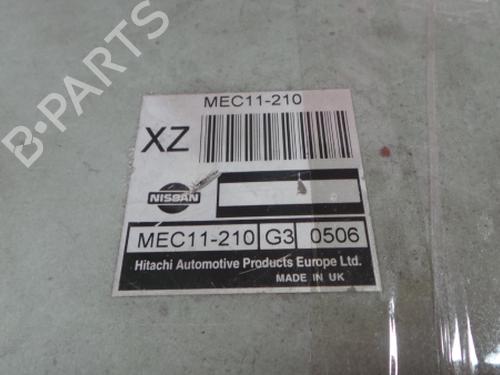 B-PARTS
MEC11-210
XZ
NISSAN
MEC11-210 G3 0506
Hitachi Automotive Products Europe Ltd.
MADE IN UK